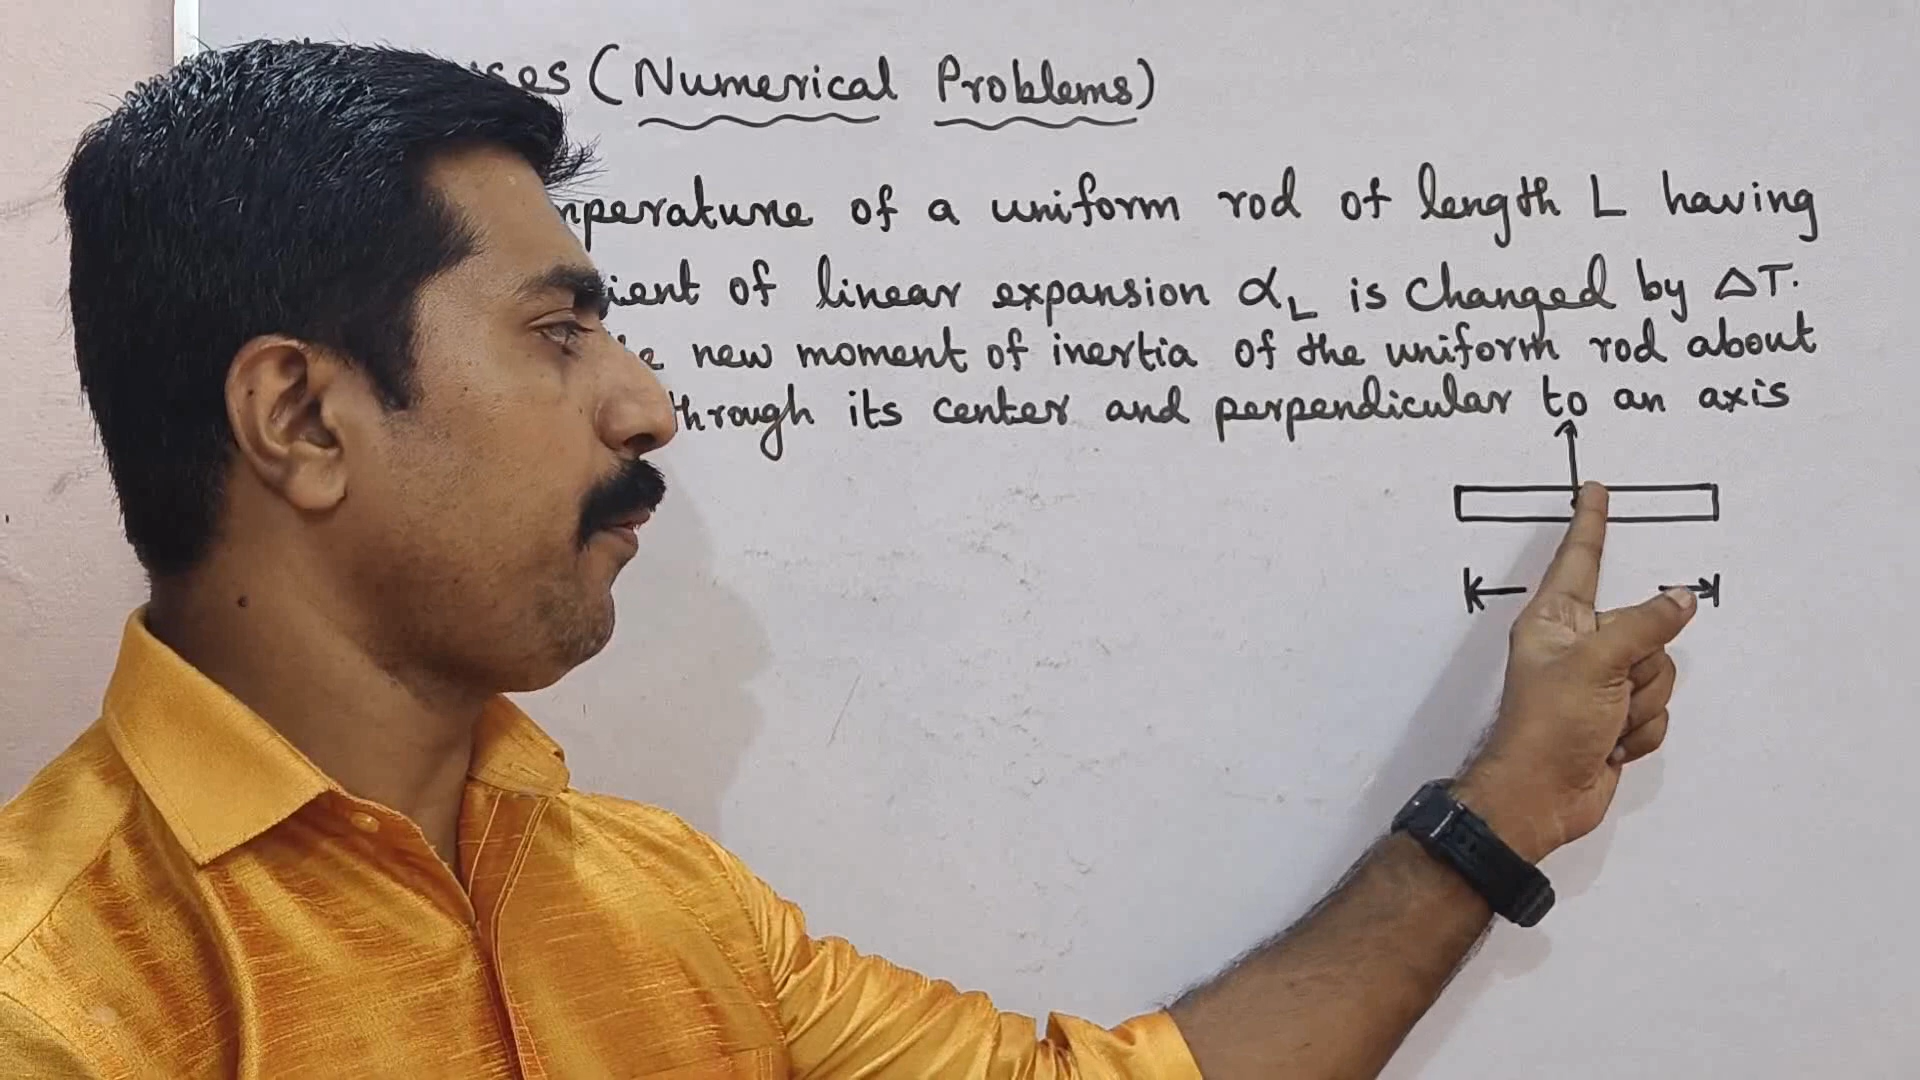 (Numerical Problems)
of a uniform rod of length L having
of linear expansion αL is changed by ΔT.
new moment of inertia of the uniform rod about
through its center and perpendicular to an axis